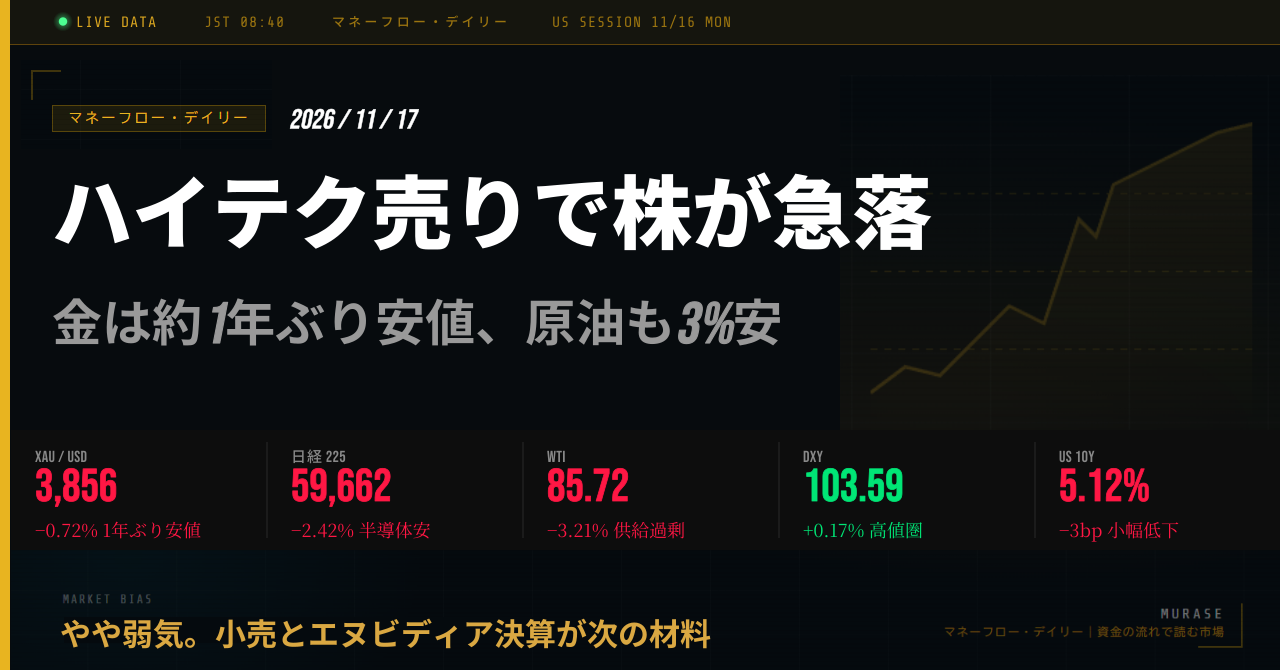 LIVE DATA JST 08:40 マネーフロー・デイリー US SESSION 11/16 MON
マネーフロー・デイリー 2026 / 11 / 17
ハイテク売りで株が急落
金は約1年ぶり安値、原油も3%安
XAU / USD
3,856
−0.72% 1年ぶり安値
日経 225
59,662
−2.42% 半導体安
WTI
85.72
−3.21% 供給過剰
DXY
103.59
+0.17% 高値圏
US 10Y
5.12%
−3bp 小幅低下
MARKET BIAS
やや弱気。小売とエヌビディア決算が次の材料
MURASE
マネーフロー・デイリー｜資金の流れで読む市場